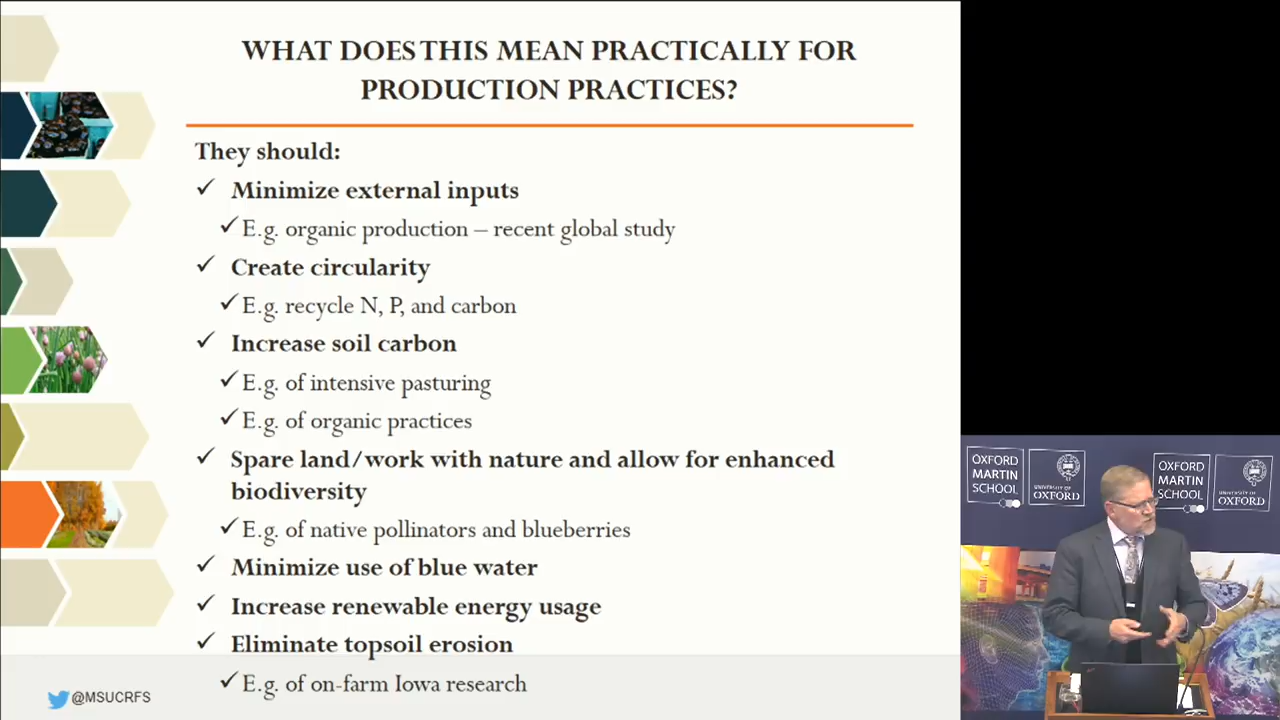 WHAT DOES THIS MEAN PRACTICALLY FOR
PRODUCTION PRACTICES?
They should:
✓ Minimize external inputs
✓ E.g. organic production – recent global study
✓ Create circularity
✓ E.g. recycle N, P, and carbon
✓ Increase soil carbon
✓ E.g. of intensive pasturing
✓ E.g. of organic practices
✓ Spare land/work with nature and allow for enhanced
biodiversity
✓ E.g. of native pollinators and blueberries
✓ Minimize use of blue water
✓ Increase renewable energy usage
✓ Eliminate topsoil erosion
✓ E.g. of on-farm Iowa research
@MSUCRFS
OXFORD
MARTIN
SCHOOL
UNIVERSITY OF
OXFORD
OXFORD
MARTIN
SCHOOL
UNIVERSITY OF
OXFORD